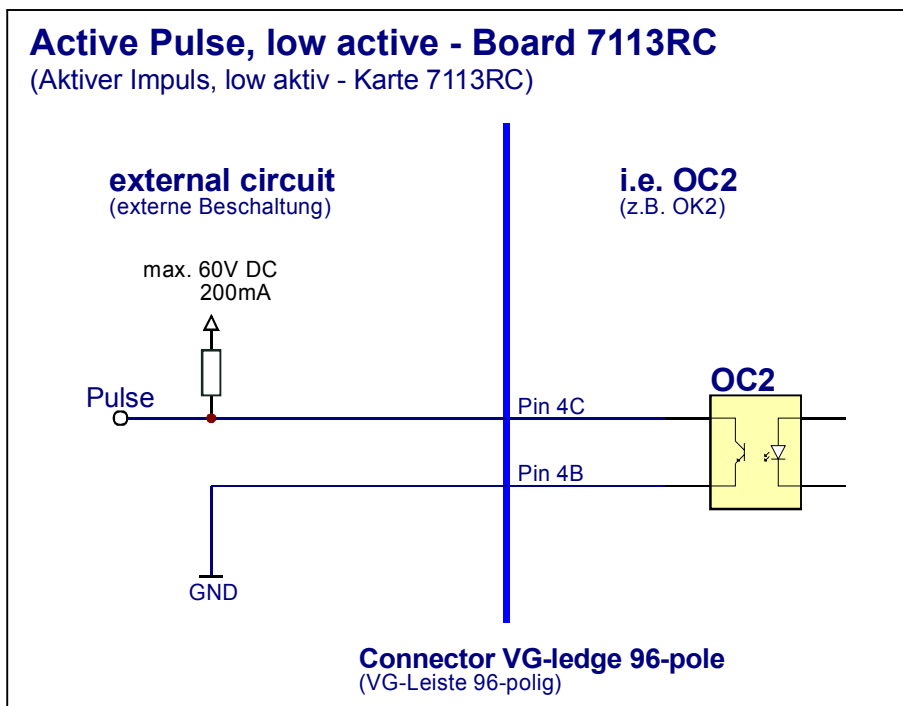 Active Pulse, low active - Board 7113RC
(Aktiver Impuls, low aktiv - Karte 7113RC)
external circuit
(externe Beschaltung)
i.e. OC2
(z.B. OK2)
max. 60V DC
200mA
Pulse
Pin 4C
OC2
Pin 4B
GND
Connector VG-ledge 96-pole
(VG-Leiste 96-polig)